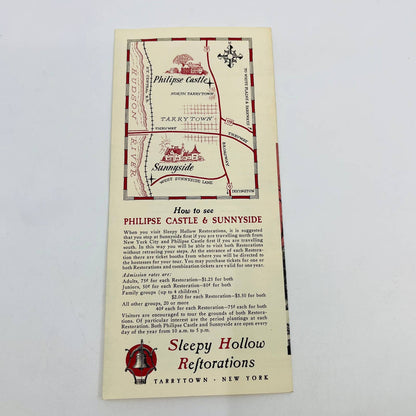 Philipse Castle
NORTH TARRYTOWN
TARRYTOWN
HUDSON
RIVER
THRUWAY
THRUWAY
BROADWAY
Sunnyside
WEST SUNNYSIDE LANE
IRVINGTON
TO WHITE PLAINS &
How to see
PHILIPSE CASTLE & SUNNYSIDE
When you visit Sleepy Hollow Restorations, it is suggested
that you stop at Sunnyside first if you are travelling north from
New York City and Philipse Castle first if you are travelling
south. In this way you will be able to visit both Restorations
without retracing your steps. At the entrance of each Restora-
tion there are ticket booths from where you will be directed to
the hostesses for your tour. You may purchase tickets for one or
both Restorations and combination tickets are valid for one year.
Admission rates are:
Adults, 75¢ for each Restoration—$1.25 for both
Juniors, 50¢ for each Restoration—80¢ for both
Family groups (up to 4 children)
$2.00 for each Restoration—$3.50 for both
All other groups, 20 or more
40¢ each for each Restoration—75¢ for both
Visitors are encouraged to tour the grounds of both Restora-
tions. Of particular interest are the period plantings at each
Restoration. Both Philipse Castle and Sunnyside are open every
day of the year from 10 a.m. to 5 p.m.
Sleepy Hollow
Restorations
TARRYTOWN - NEW YORK